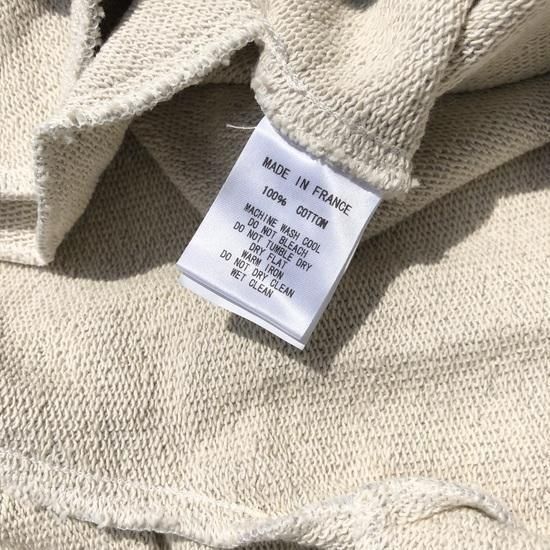 MADE IN FRANCE
100% COTTON
MACHINE WASH COOL
DO NOT BLEACH
DO NOT TUMBLE DRY
DRY FLAT
WARM IRON
DO NOT DRY CLEAN
WET CLEAN